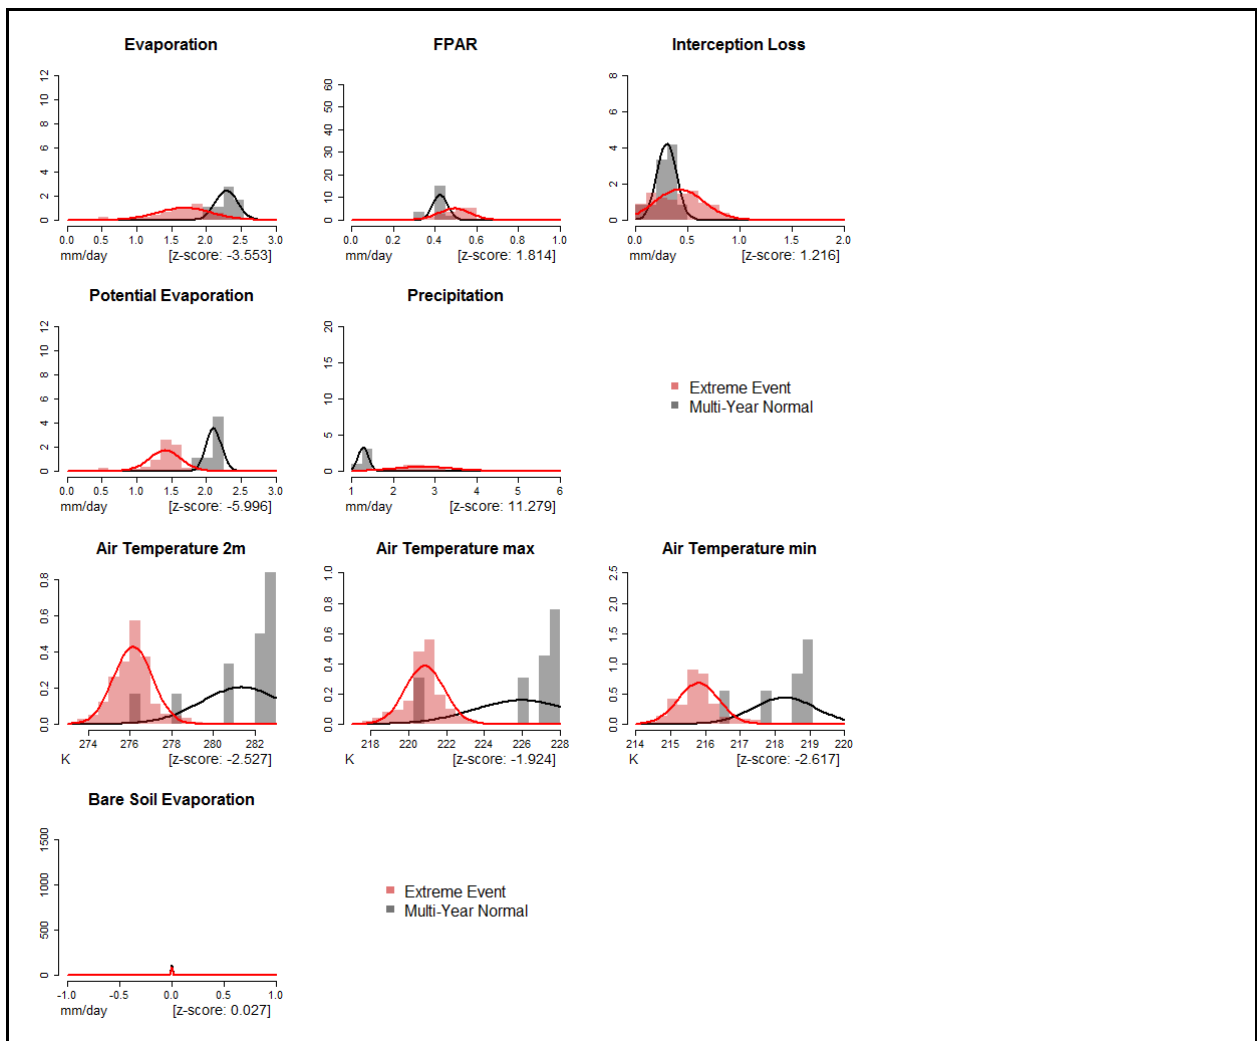 Evaporation
12
10
8
6
4
2
0
0.0 0.5 1.0 1.5 2.0 2.5 3.0
mm/day [z-score: -3.553]
FPAR
60
50
40
30
20
10
0
0.0 0.2 0.4 0.6 0.8 1.0
mm/day [z-score: 1.814]
Interception Loss
8
6
4
2
0
0.0 0.5 1.0 1.5 2.0
mm/day [z-score: 1.216]
Potential Evaporation
12
10
8
6
4
2
0
0.0 0.5 1.0 1.5 2.0 2.5 3.0
mm/day [z-score: -5.996]
Precipitation
20
15
10
5
0
1 2 3 4 5 6
mm/day [z-score: 11.279]
Extreme Event
Multi-Year Normal
Air Temperature 2m
0.8
0.6
0.4
0.2
0.0
274 276 278 280 282
K [z-score: -2.527]
Air Temperature max
1.0
0.8
0.6
0.4
0.2
0.0
218 220 222 224 226 228
K [z-score: -1.924]
Air Temperature min
2.5
2.0
1.5
1.0
0.5
0.0
214 215 216 217 218 219 220
K [z-score: -2.617]
Bare Soil Evaporation
1500
1000
500
0
-1.0 -0.5 0.0 0.5 1.0
mm/day [z-score: 0.027]
Extreme Event
Multi-Year Normal